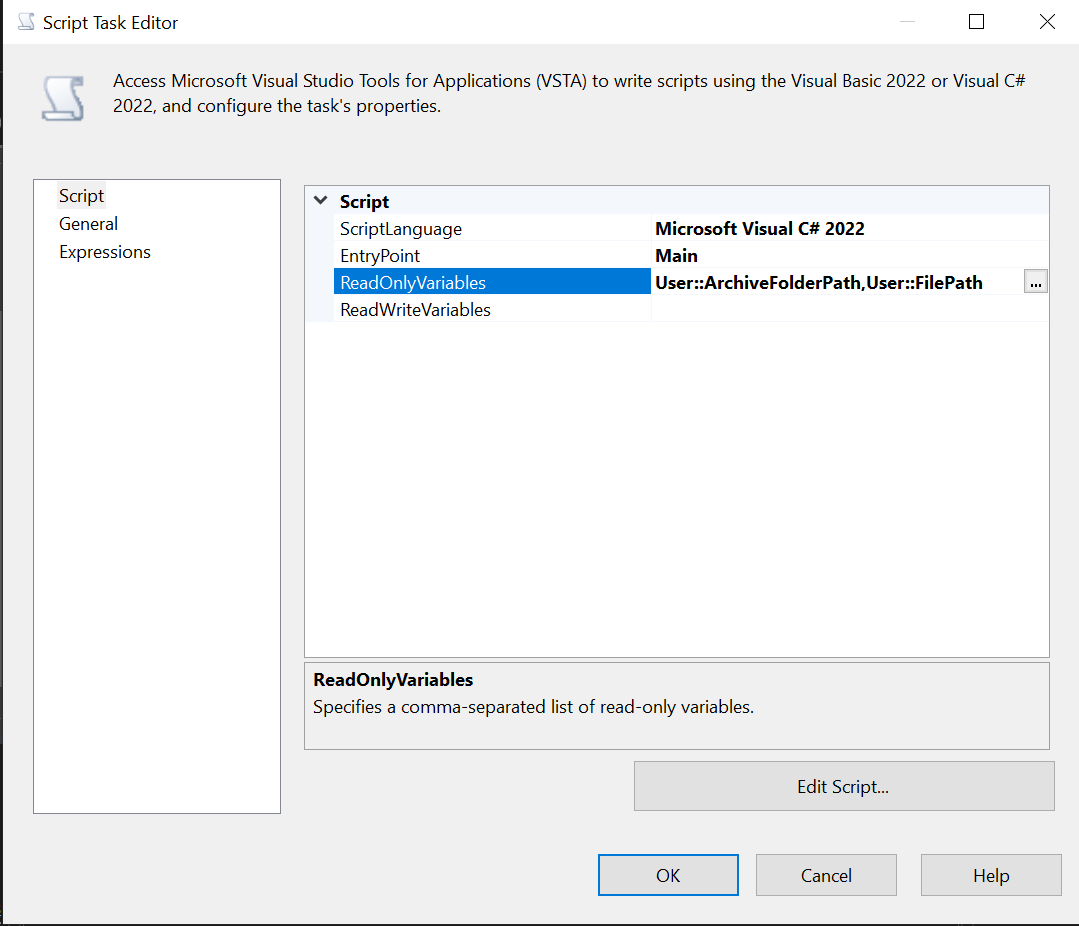 Script Task Editor
Access Microsoft Visual Studio Tools for Applications (VSTA) to write scripts using the Visual Basic 2022 or Visual C#
2022, and configure the task's properties.
Script
General
Expressions
Script
ScriptLanguage Microsoft Visual C# 2022
EntryPoint Main
ReadOnlyVariables User::ArchiveFolderPath,User::FilePath ...
ReadWriteVariables
ReadOnlyVariables
Specifies a comma-separated list of read-only variables.
Edit Script...
OK Cancel Help